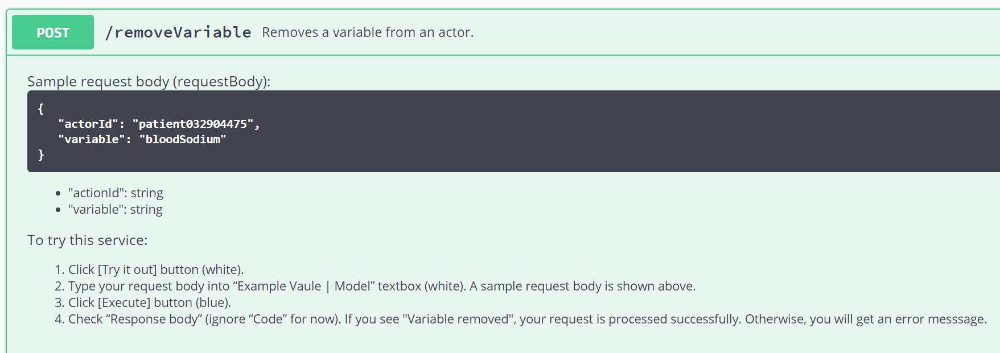 POST /removeVariable Removes a variable from an actor.
Sample request body (requestBody):
{
"actorId": "patient032904475",
"variable": "bloodSodium"
}
• "actionId": string
• "variable": string
To try this service:
1. Click [Try it out] button (white).
2. Type your request body into “Example Vaule | Model” textbox (white). A sample request body is shown above.
3. Click [Execute] button (blue).
4. Check “Response body” (ignore “Code” for now). If you see "Variable removed", your request is processed successfully. Otherwise, you will get an error messsage.